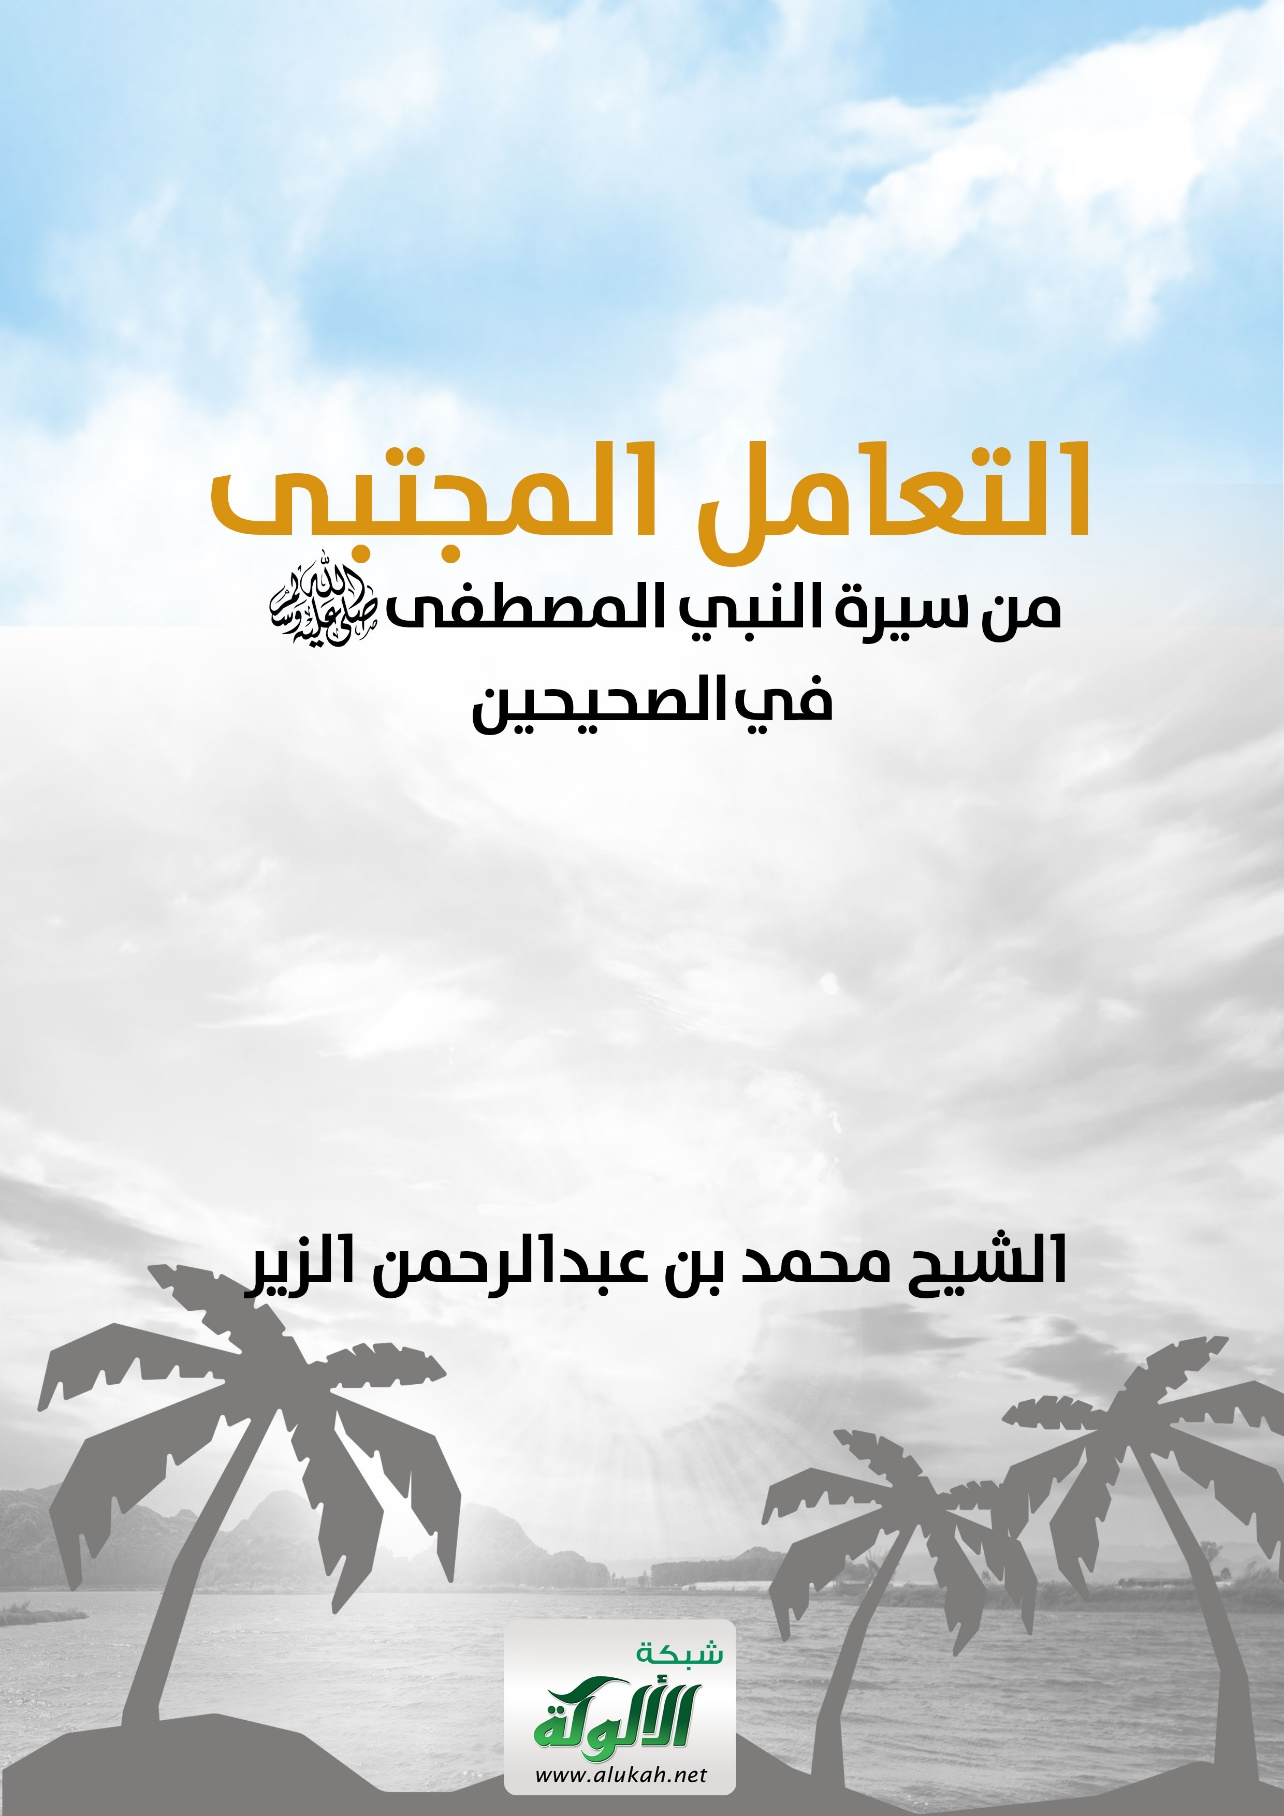 التعامل المجتبى
من سيرة النبي المصطفى ﷺ
في الصحيحين
الشيح محمد بن عبدالرحمن الزير
شبكة
الألوكة
www.alukah.net